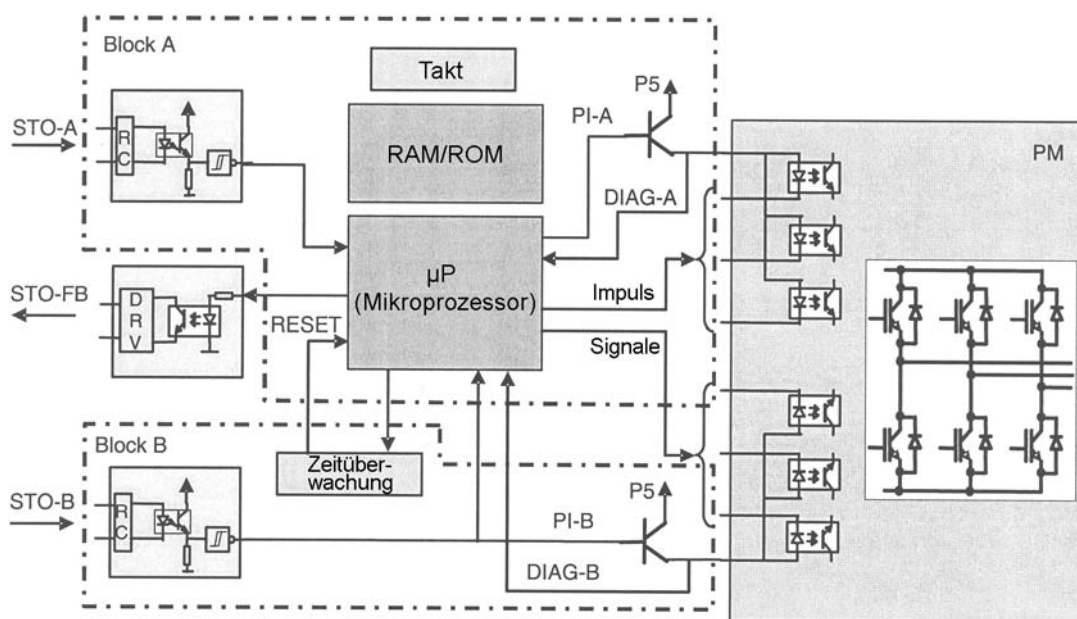 Block A
Takt
P5
STO-A
R
C
PI-A
PM
RAM/ROM
DIAG-A
µP
(Mikroprozessor)
Impuls
STO-FB
D
R
V
RESET
Signale
Block B
Zeitüber-
wachung
P5
STO-B
R
C
PI-B
DIAG-B